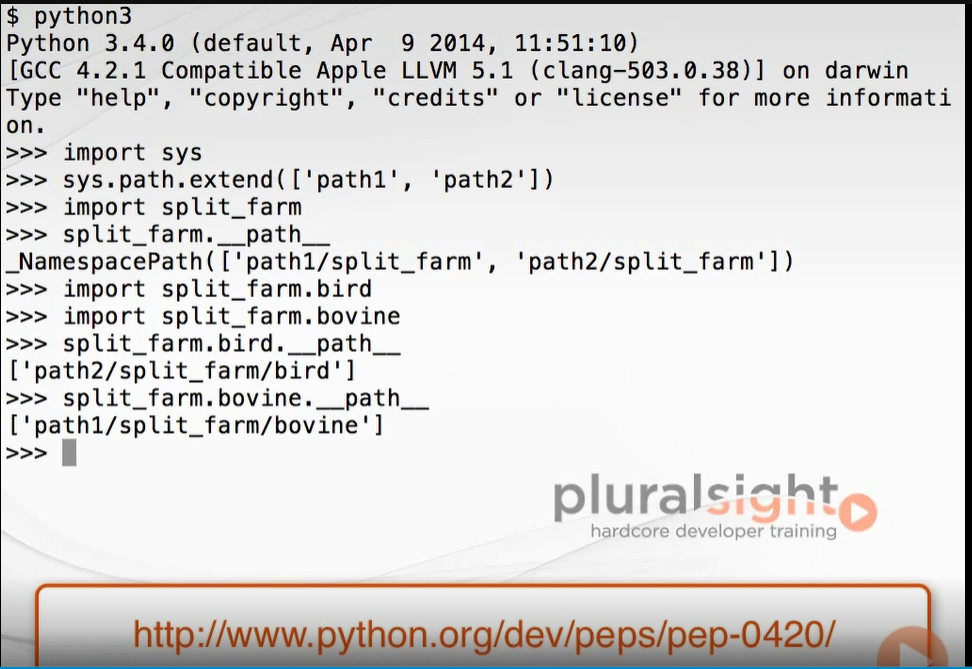 $ python3
Python 3.4.0 (default, Apr  9 2014, 11:51:10)
[GCC 4.2.1 Compatible Apple LLVM 5.1 (clang-503.0.38)] on darwin
Type "help", "copyright", "credits" or "license" for more informati
on.
>>> import sys
>>> sys.path.extend(['path1', 'path2'])
>>> import split_farm
>>> split_farm.__path__
_NamespacePath(['path1/split_farm', 'path2/split_farm'])
>>> import split_farm.bird
>>> import split_farm.bovine
>>> split_farm.bird.__path__
['path2/split_farm/bird']
>>> split_farm.bovine.__path__
['path1/split_farm/bovine']
>>>
pluralsight
hardcore developer training
http://www.python.org/dev/peps/pep-0420/